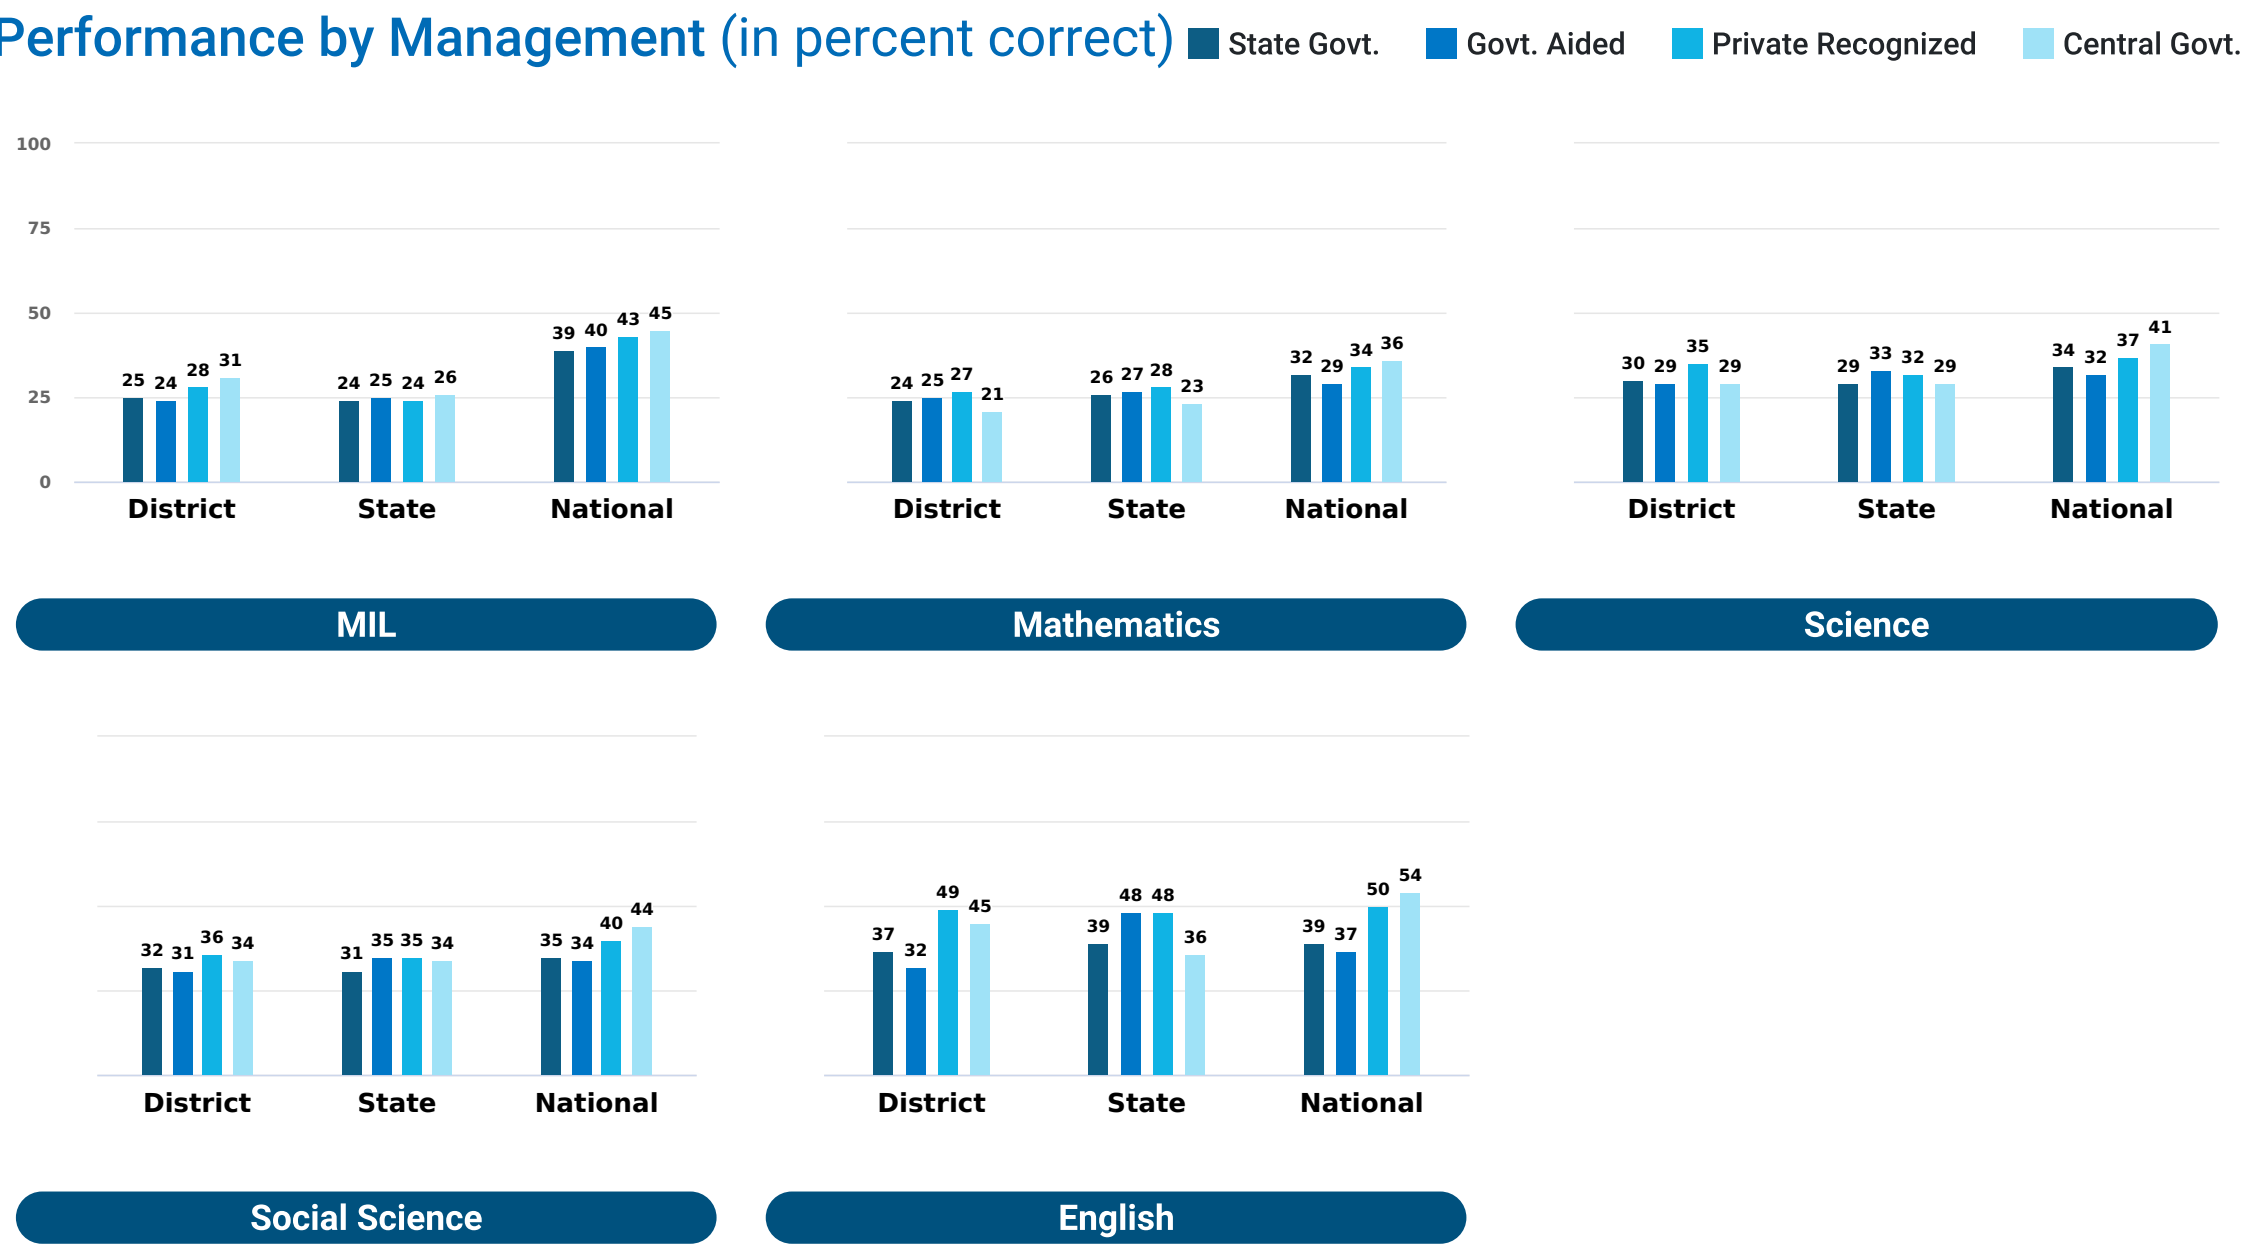 Performance by Management (in percent correct)
State Govt. Govt. Aided Private Recognized Central Govt.
100
75
50
25
0
25 24 28 31 24 25 24 26 39 40 43 45
District State National
MIL
24 25 27 21 26 27 28 23 32 29 34 36
District State National
Mathematics
30 29 35 29 29 33 32 29 34 32 37 41
District State National
Science
32 31 36 34 31 35 35 34 35 34 40 44
District State National
Social Science
37 32 49 45 39 48 48 36 39 37 50 54
District State National
English